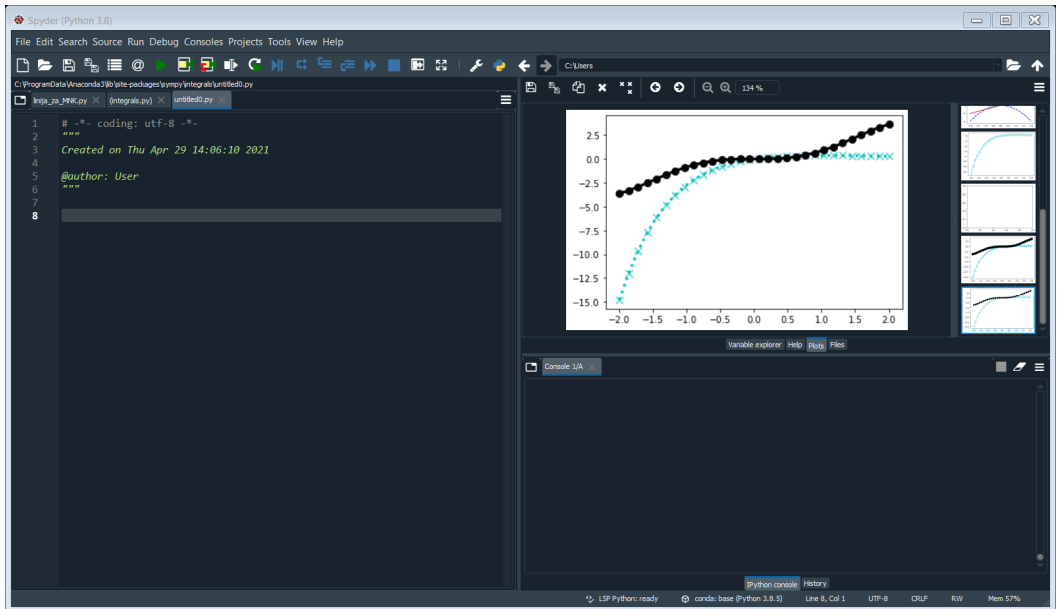 Spyder (Python 3.8)
File Edit Search Source Run Debug Consoles Projects Tools View Help
C:\Users
C:\ProgramData\Anaconda3\lib\site-packages\sympy\integrals\untitled0.py
linija_za_MNK.py
(integrals.py)
untitled0.py
134 %
1 # -*- coding: utf-8 -*-
2 """
3 Created on Thu Apr 29 14:06:10 2021
4
5 @author: User
6 """
7
8
2.5
0.0
−2.5
−5.0
−7.5
−10.0
−12.5
−15.0
−2.0 −1.5 −1.0 −0.5 0.0 0.5 1.0 1.5 2.0
Variable explorer Help Plots Files
Console 1/A
IPython console History
LSP Python: ready conda: base (Python 3.8.5) Line 8, Col 1 UTF-8 CRLF RW Mem 57%